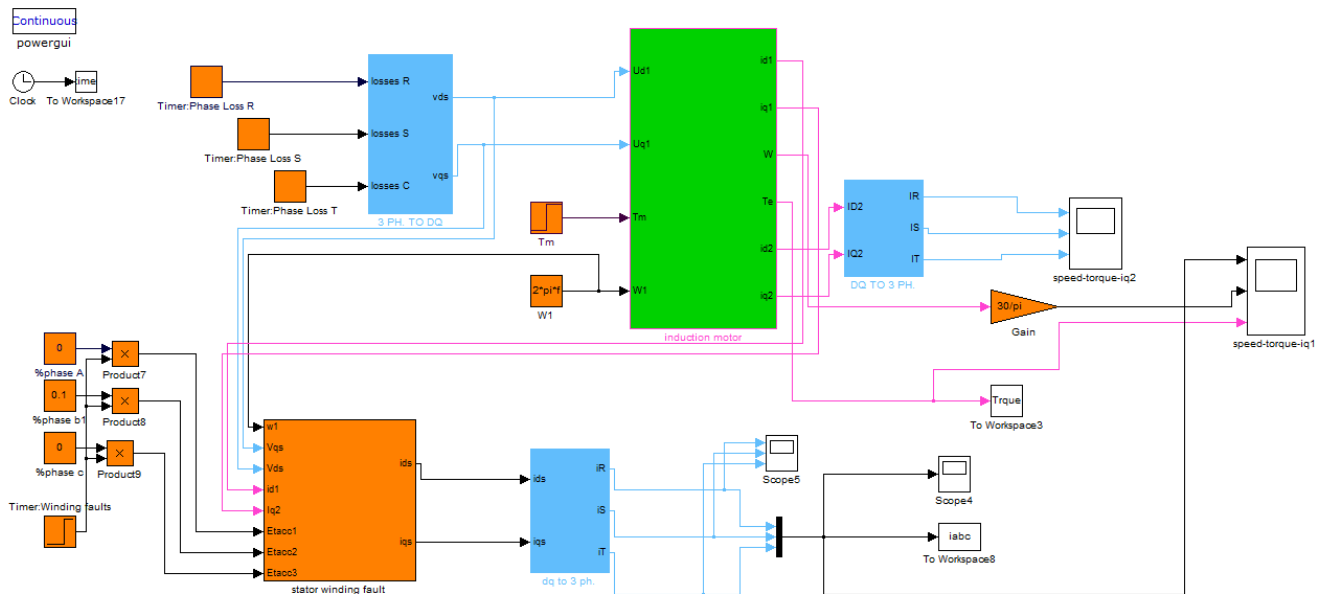 Continuous
powergui
Clock
time
To Workspace17
Timer:Phase Loss R
Timer:Phase Loss S
Timer:Phase Loss T
losses R
losses S
losses C
vds
vqs
3 PH. TO DQ
Ud1
Uq1
Tm
W1
id1
iq1
W
Te
id2
iq2
induction motor
Tm
2*pi*f
W1
ID2
IQ2
IR
IS
IT
DQ TO 3 PH.
speed-torque-iq2
30/pi
Gain
speed-torque-iq1
Trque
To Workspace3
0
%phase A
Product7
0.1
%phase b1
Product8
0
%phase c
Product9
Timer:Winding faults
w1
Vqs
Vds
id1
Iq2
Etacc1
Etacc2
Etacc3
ids
iqs
stator winding fault
ids
iqs
iR
iS
iT
dq to 3 ph.
Scope5
Scope4
iabc
To Workspace8